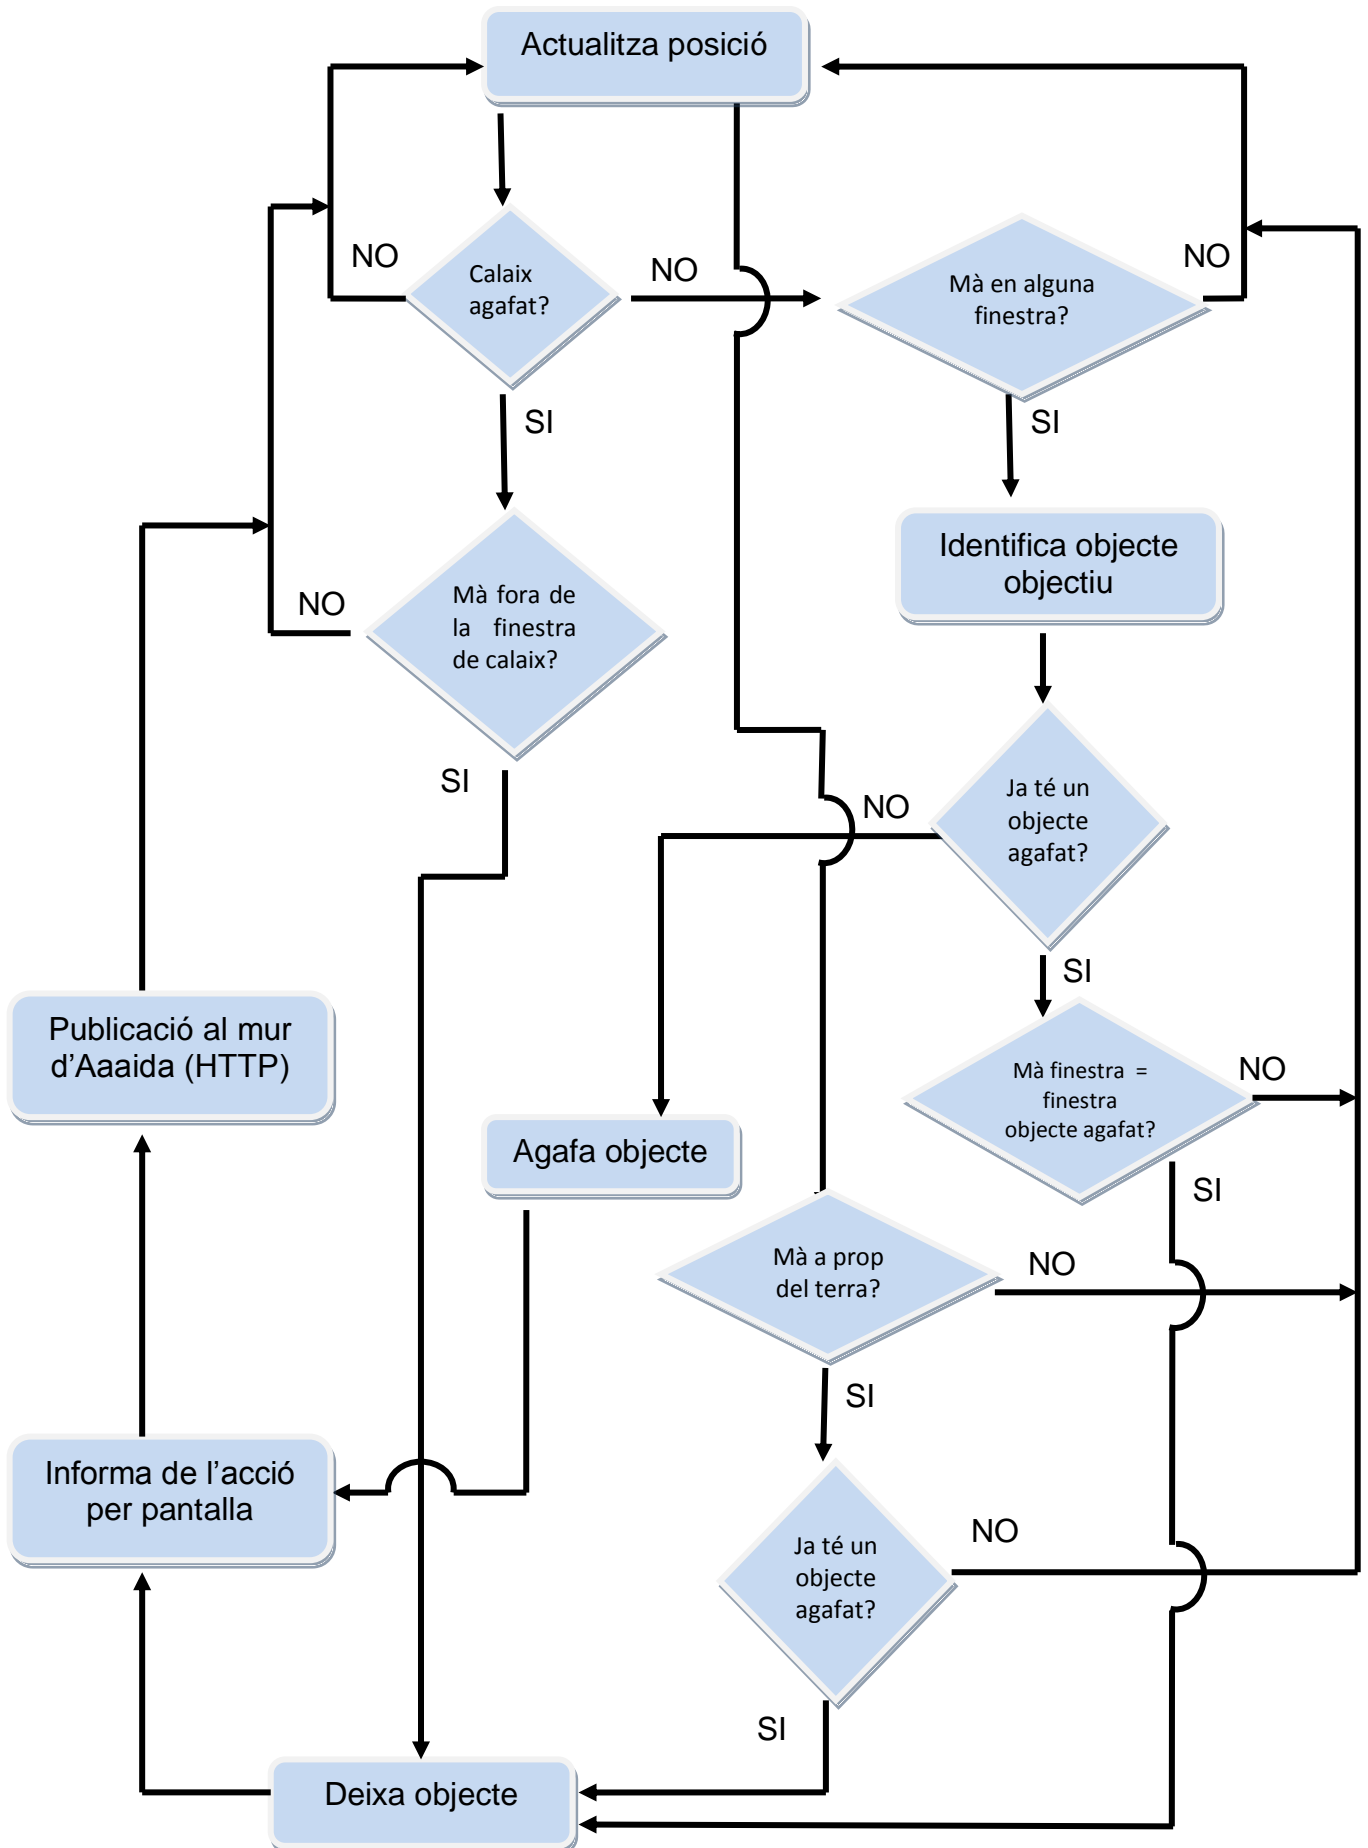 Actualitza posició
NO
Calaix
agafat?
NO
Mà en alguna
finestra?
NO
SI
SI
Identifica objecte
objectiu
NO
Mà fora de
la finestra
de calaix?
SI
NO
Ja té un
objecte
agafat?
SI
Publicació al mur
d’Aaaida (HTTP)
Mà finestra =
finestra
objecte agafat?
NO
Agafa objecte
SI
Mà a prop
del terra?
NO
SI
Informa de l’acció
per pantalla
Ja té un
objecte
agafat?
NO
SI
Deixa objecte